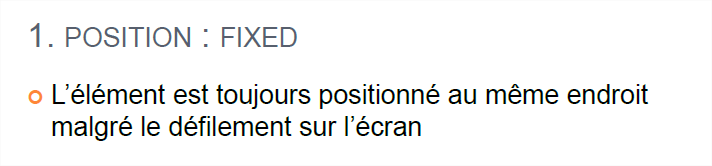 1. POSITION : FIXED
L’élément est toujours positionné au même endroit
malgré le défilement sur l’écran